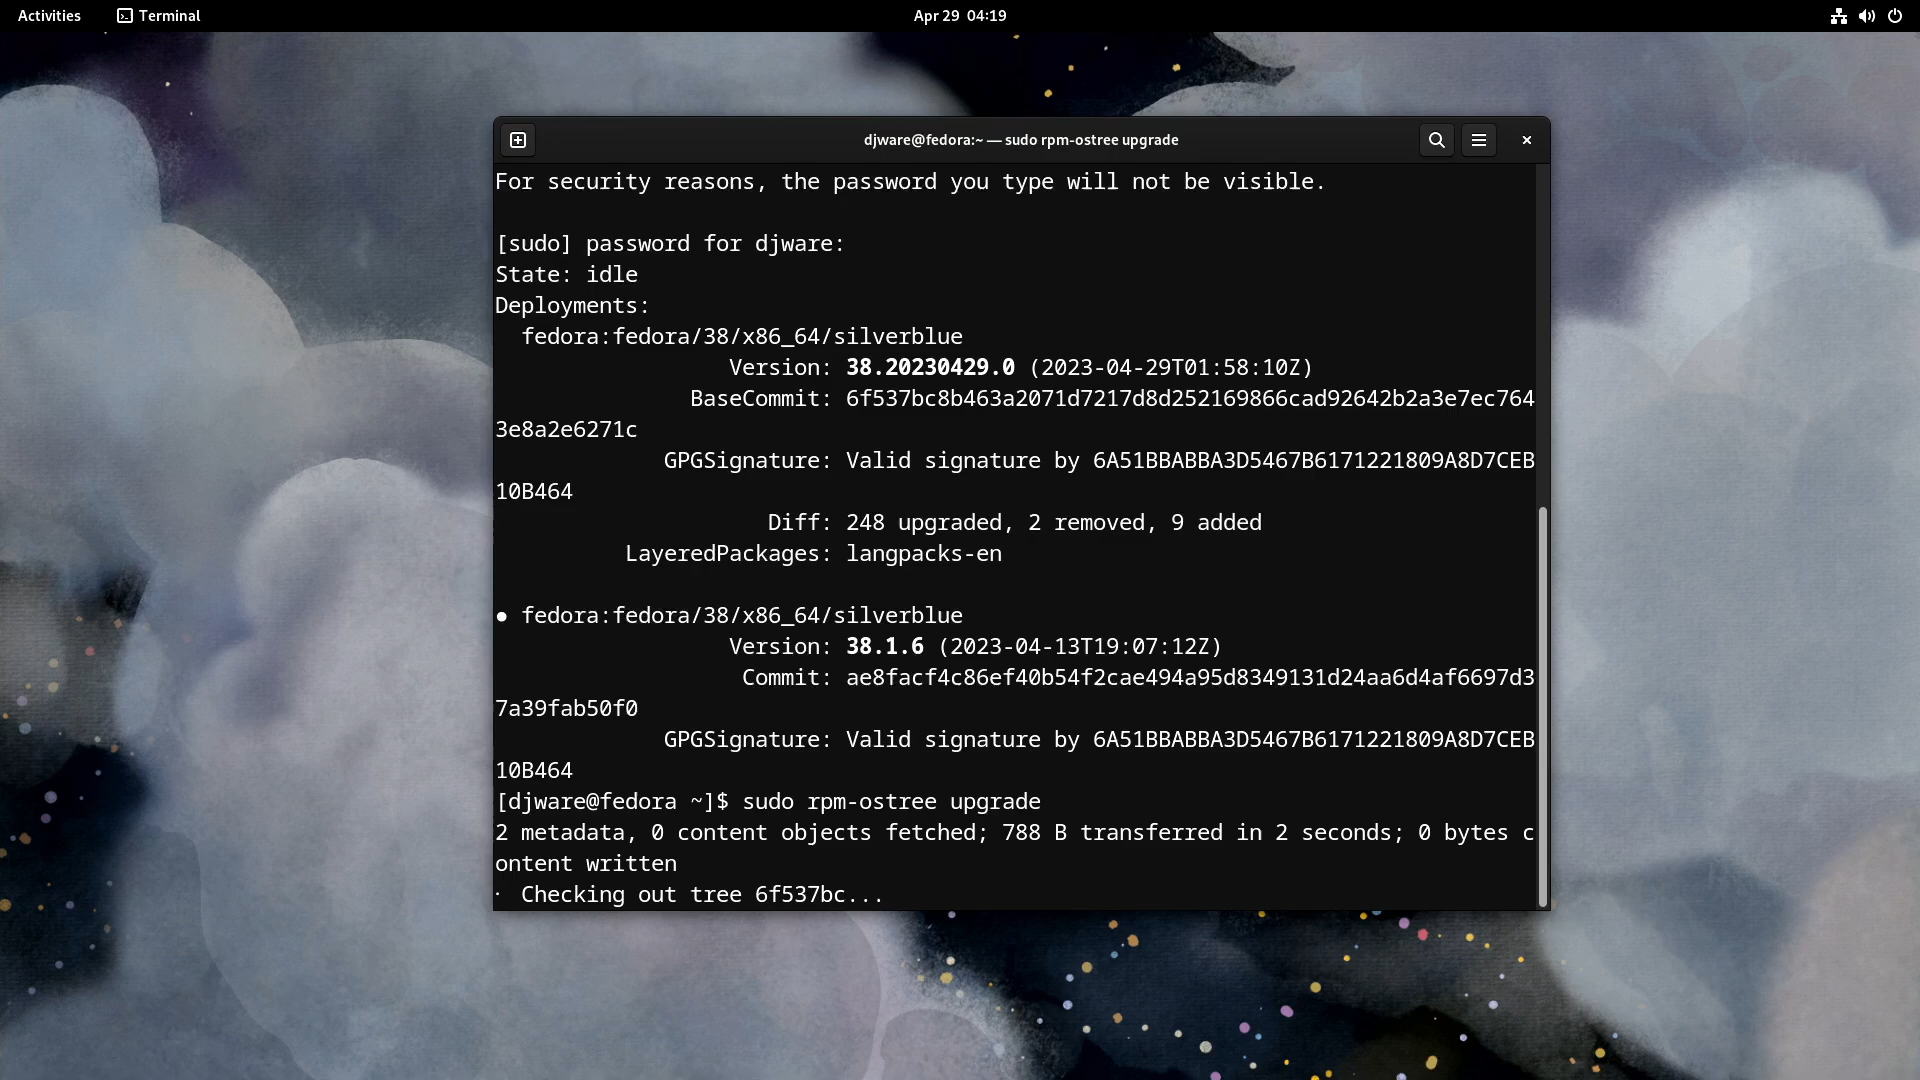 Activities Terminal Apr 29 04:19
djware@fedora:~ — sudo rpm-ostree upgrade
For security reasons, the password you type will not be visible.
[sudo] password for djware:
State: idle
Deployments:
fedora:fedora/38/x86_64/silverblue
Version: 38.20230429.0 (2023-04-29T01:58:10Z)
BaseCommit: 6f537bc8b463a2071d7217d8d252169866cad92642b2a3e7ec764
3e8a2e6271c
GPGSignature: Valid signature by 6A51BBABBA3D5467B6171221809A8D7CEB
10B464
Diff: 248 upgraded, 2 removed, 9 added
LayeredPackages: langpacks-en
● fedora:fedora/38/x86_64/silverblue
Version: 38.1.6 (2023-04-13T19:07:12Z)
Commit: ae8facf4c86ef40b54f2cae494a95d8349131d24aa6d4af6697d3
7a39fab50f0
GPGSignature: Valid signature by 6A51BBABBA3D5467B6171221809A8D7CEB
10B464
[djware@fedora ~]$ sudo rpm-ostree upgrade
2 metadata, 0 content objects fetched; 788 B transferred in 2 seconds; 0 bytes c
ontent written
· Checking out tree 6f537bc...